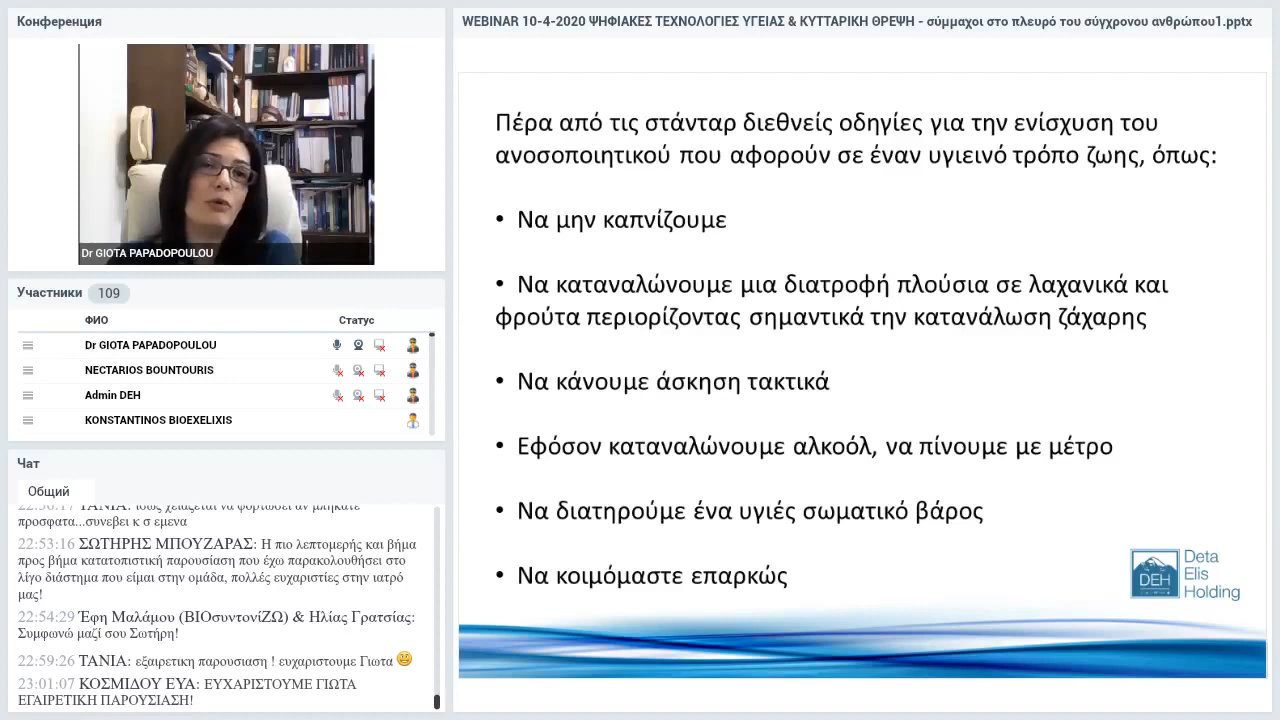 Конференция
Dr GIOTA PAPADOPOULOU
Участники 109
ФИО Статус
Dr GIOTA PAPADOPOULOU
NECTARIOS BOUNTOURIS
Admin DEH
KONSTANTINOS BIOEXELIXIS
Чат
Общий
ΤΑΝΙΑ: ισως χειαζεται να φορτωσει αν μπηκατε
προσφατα...συνεβει κ σ εμενα
22:53:16 ΣΩΤΗΡΗΣ ΜΠΟΥΖΑΡΑΣ: Η πιο λεπτομερής και βήμα
προς βήμα κατατοπιστική παρουσίαση που έχω παρακολουθήσει στο
λίγο διάστημα που είμαι στην ομάδα, πολλές ευχαριστίες στην ιατρό
μας!
22:54:29 Έφη Μαλάμου (ΒΙΟσυντονίΖΩ) & Ηλίας Γρατσίας:
Συμφωνώ μαζί σου Σωτήρη!
22:59:26 ΤΑΝΙΑ: εξαιρετικη παρουσιαση ! ευχαριστουμε Γιωτα
23:01:07 ΚΟΣΜΙΔΟΥ ΕΥΑ: ΕΥΧΑΡΙΣΤΟΥΜΕ ΓΙΩΤΑ
ΕΓΑΙΡΕΤΙΚΗ ΠΑΡΟΥΣΙΑΣΗ!
WEBINAR 10-4-2020 ΨΗΦΙΑΚΕΣ ΤΕΧΝΟΛΟΓΙΕΣ ΥΓΕΙΑΣ & ΚΥΤΤΑΡΙΚΗ ΘΡΕΨΗ - σύμμαχοι στο πλευρό του σύγχρονου ανθρώπου1.pptx
Πέρα από τις στάνταρ διεθνείς οδηγίες για την ενίσχυση του
ανοσοποιητικού που αφορούν σε έναν υγιεινό τρόπο ζωης, όπως:
• Να μην καπνίζουμε
• Να καταναλώνουμε μια διατροφή πλούσια σε λαχανικά και
φρούτα περιορίζοντας σημαντικά την κατανάλωση ζάχαρης
• Να κάνουμε άσκηση τακτικά
• Εφόσον καταναλώνουμε αλκοόλ, να πίνουμε με μέτρο
• Να διατηρούμε ένα υγιές σωματικό βάρος
• Να κοιμόμαστε επαρκώς
DEH
Deta
Elis
Holding